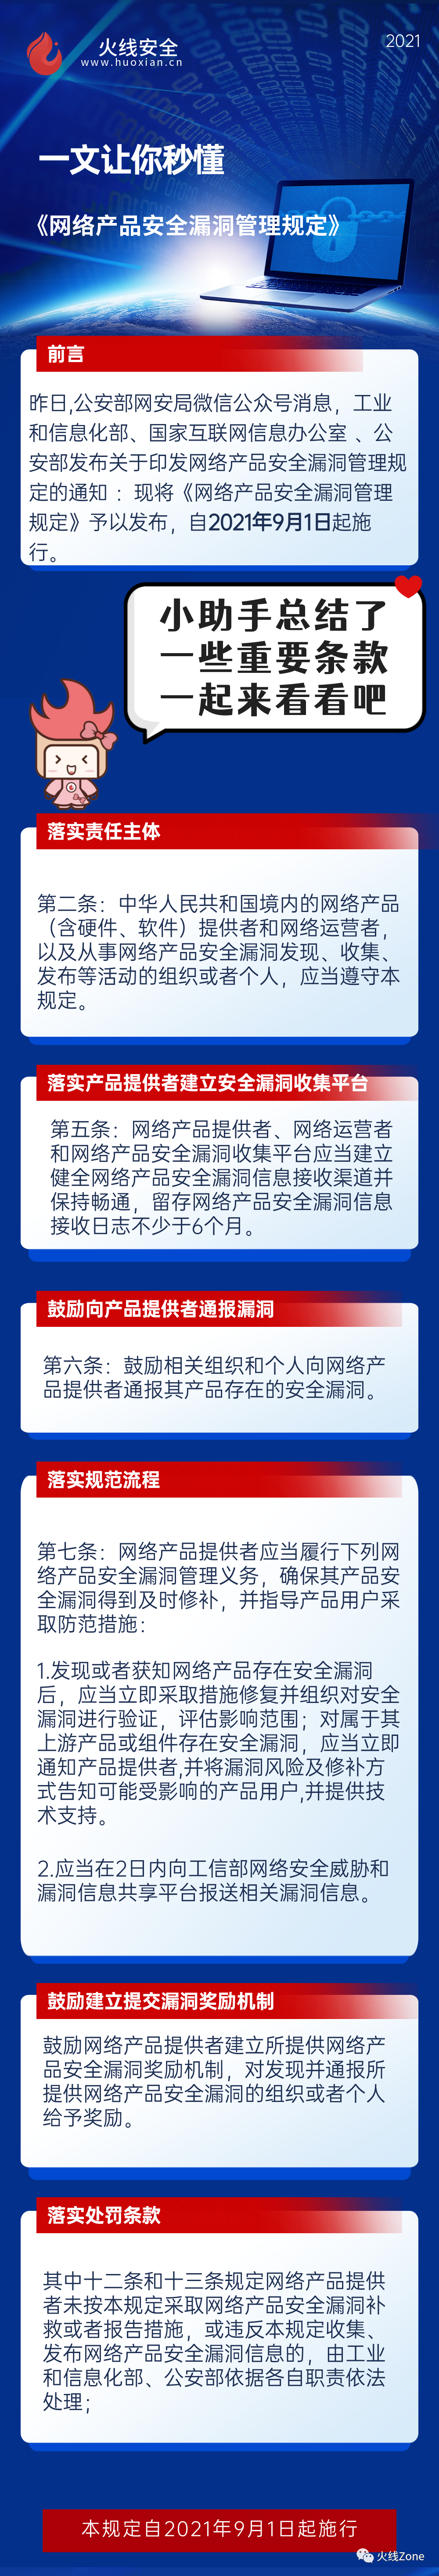 火线安全
www.huoxian.cn
2021
一文让你秒懂
《网络产品安全漏洞管理规定》
前言
昨日,公安部网安局微信公众号消息，工业
和信息化部、国家互联网信息办公室 、公
安部发布关于印发网络产品安全漏洞管理规
定的通知 ：现将《网络产品安全漏洞管理
规定》予以发布，自2021年9月1日起施
行。
小助手总结了
一些重要条款
一起来看看吧
落实责任主体
第二条：中华人民共和国境内的网络产品
（含硬件、软件）提供者和网络运营者，
以及从事网络产品安全漏洞发现、收集、
发布等活动的组织或者个人，应当遵守本
规定。
落实产品提供者建立安全漏洞收集平台
第五条：网络产品提供者、网络运营者
和网络产品安全漏洞收集平台应当建立
健全网络产品安全漏洞信息接收渠道并
保持畅通，留存网络产品安全漏洞信息
接收日志不少于6个月。
鼓励向产品提供者通报漏洞
第六条：鼓励相关组织和个人向网络产
品提供者通报其产品存在的安全漏洞。
落实规范流程
第七条：网络产品提供者应当履行下列网
络产品安全漏洞管理义务，确保其产品安
全漏洞得到及时修补，并指导产品用户采
取防范措施：
1.发现或者获知网络产品存在安全漏洞
后，应当立即采取措施修复并组织对安全
漏洞进行验证，评估影响范围；对属于其
上游产品或组件存在安全漏洞，应当立即
通知产品提供者,并将漏洞风险及修补方
式告知可能受影响的产品用户,并提供技
术支持。
2.应当在2日内向工信部网络安全威胁和
漏洞信息共享平台报送相关漏洞信息。
鼓励建立提交漏洞奖励机制
鼓励网络产品提供者建立所提供网络产
品安全漏洞奖励机制，对发现并通报所
提供网络产品安全漏洞的组织或者个人
给予奖励。
落实处罚条款
其中十二条和十三条规定网络产品提供
者未按本规定采取网络产品安全漏洞补
救或者报告措施，或违反本规定收集、
发布网络产品安全漏洞信息的，由工业
和信息化部、公安部依据各自职责依法
处理；
本规定自2021年9月1日起施行
火线Zone